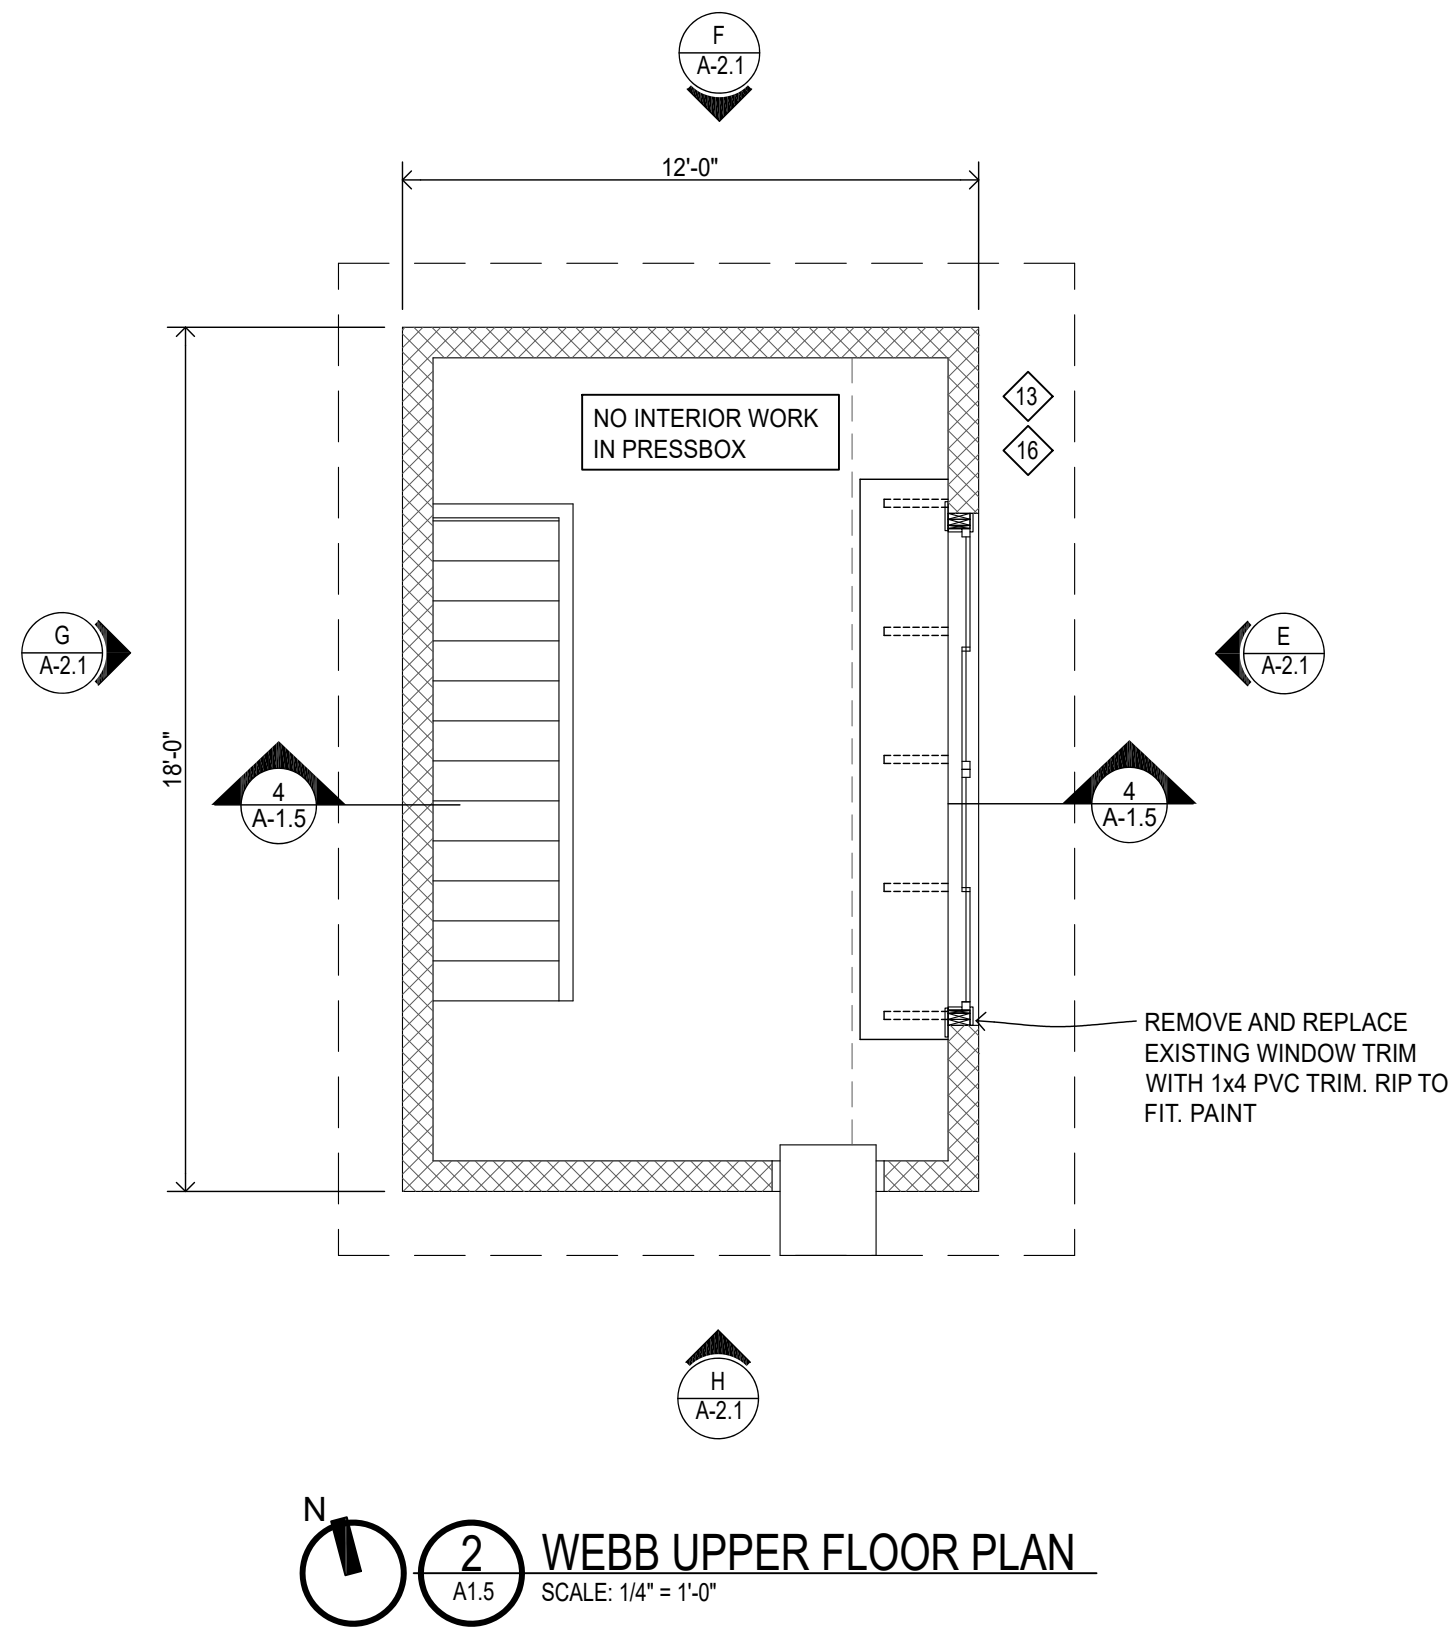 F
A-2.1
12'-0"
NO INTERIOR WORK
IN PRESSBOX
13
16
G
A-2.1
E
A-2.1
18'-0"
4
A-1.5
4
A-1.5
REMOVE AND REPLACE
EXISTING WINDOW TRIM
WITH 1x4 PVC TRIM. RIP TO
FIT. PAINT
H
A-2.1
N
2
A1.5
WEBB UPPER FLOOR PLAN
SCALE: 1/4" = 1'-0"